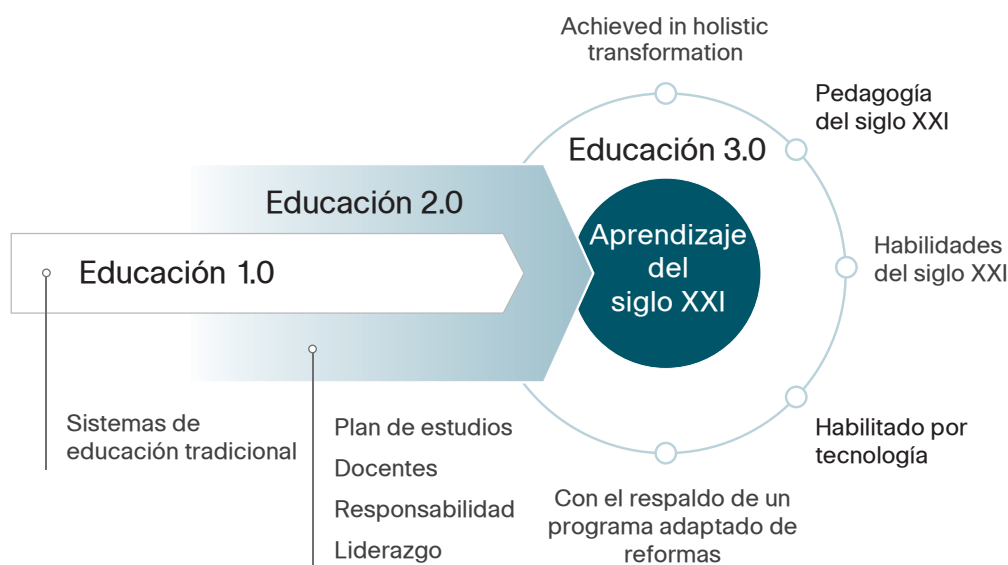 Achieved in holistic
transformation
Pedagogía
del siglo XXI
Educación 3.0
Educación 2.0
Aprendizaje
del
siglo XXI
Habilidades
del siglo XXI
Educación 1.0
Sistemas de
educación tradicional
Plan de estudios
Docentes
Responsabilidad
Liderazgo
Habilitado por
tecnología
Con el respaldo de un
programa adaptado de
reformas